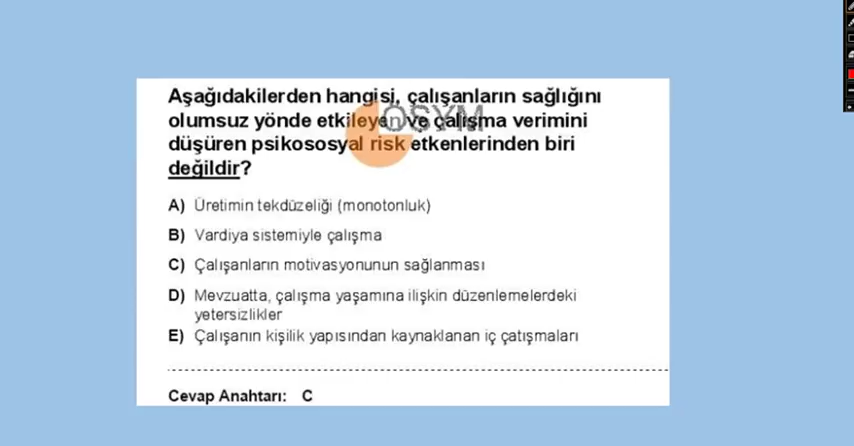 Aşağıdakilerden hangisi, çalışanların sağlığını
olumsuz yönde etkileyen ve çalışma verimini
düşüren psikososyal risk etkenlerinden biri
değildir?
ÖSYM
A) Üretimin tekdüzeliği (monotonluk)
B) Vardiya sistemiyle çalışma
C) Çalışanların motivasyonunun sağlanması
D) Mevzuatta, çalışma yaşamına ilişkin düzenlemelerdeki
yetersizlikler
E) Çalışanın kişilik yapısından kaynaklanan iç çatışmaları
Cevap Anahtarı: C